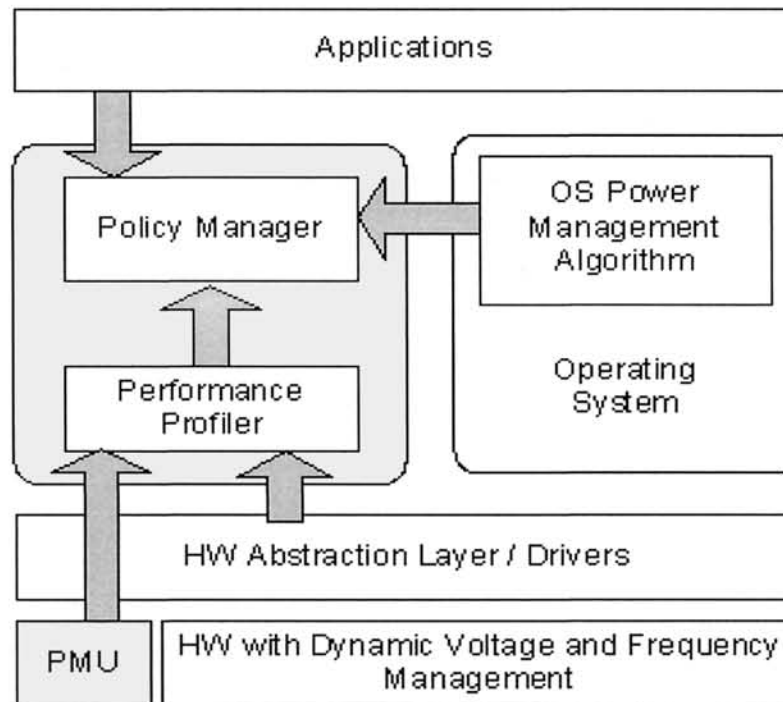 Applications
Policy Manager
OS Power
Management
Algorithm
Performance
Profiler
Operating
System
HW Abstraction Layer / Drivers
PMU
HW with Dynamic Voltage and Frequency
Management